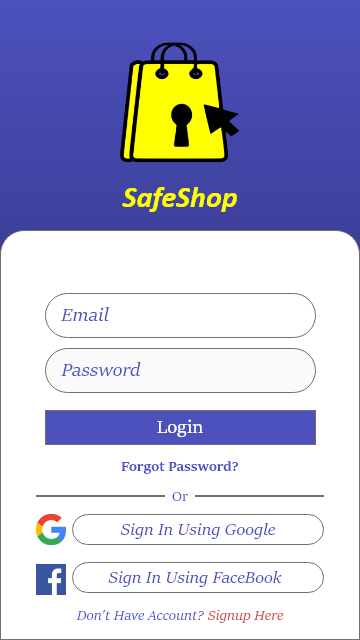 SafeShop
Email
Password
Login
Forgot Password?
Or
Sign In Using Google
Sign In Using FaceBook
Don't Have Account? Signup Here